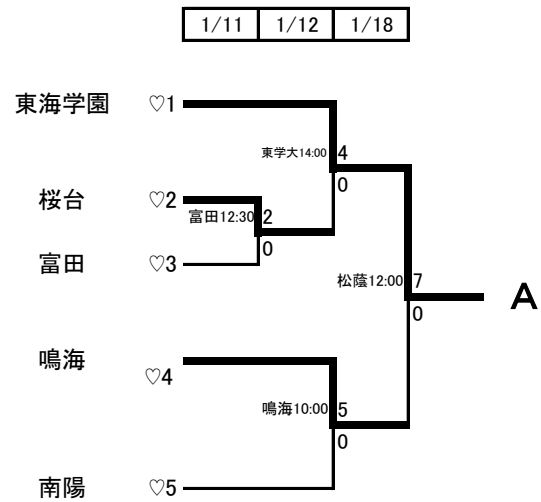 1/11 1/12 1/18
東海学園 ♡1
東学大14:00 4
0
桜台 ♡2
富田12:30 2
0
富田 ♡3
松蔭12:00 7
0
A
鳴海 ♡4
鳴海10:00 5
0
南陽 ♡5